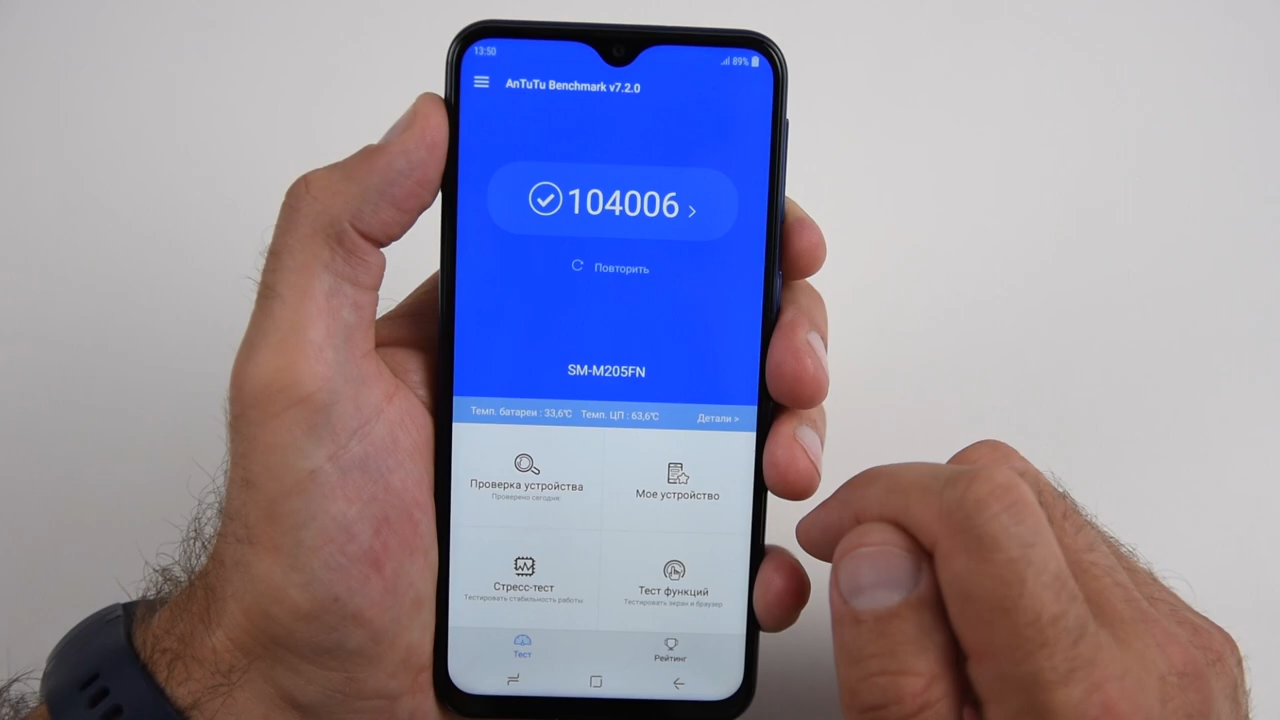 13:50
89%
AnTuTu Benchmark v7.2.0
104006 >
Повторить
SM-M205FN
Темп. батареи : 33,6℃ Темп. ЦП : 63,6℃ Детали >
Проверка устройства
Проверено сегодня
Мое устройство
Стресс-тест
Тестировать стабильность работы
Тест функций
Тестировать экран и браузер
Тест
Рейтинг